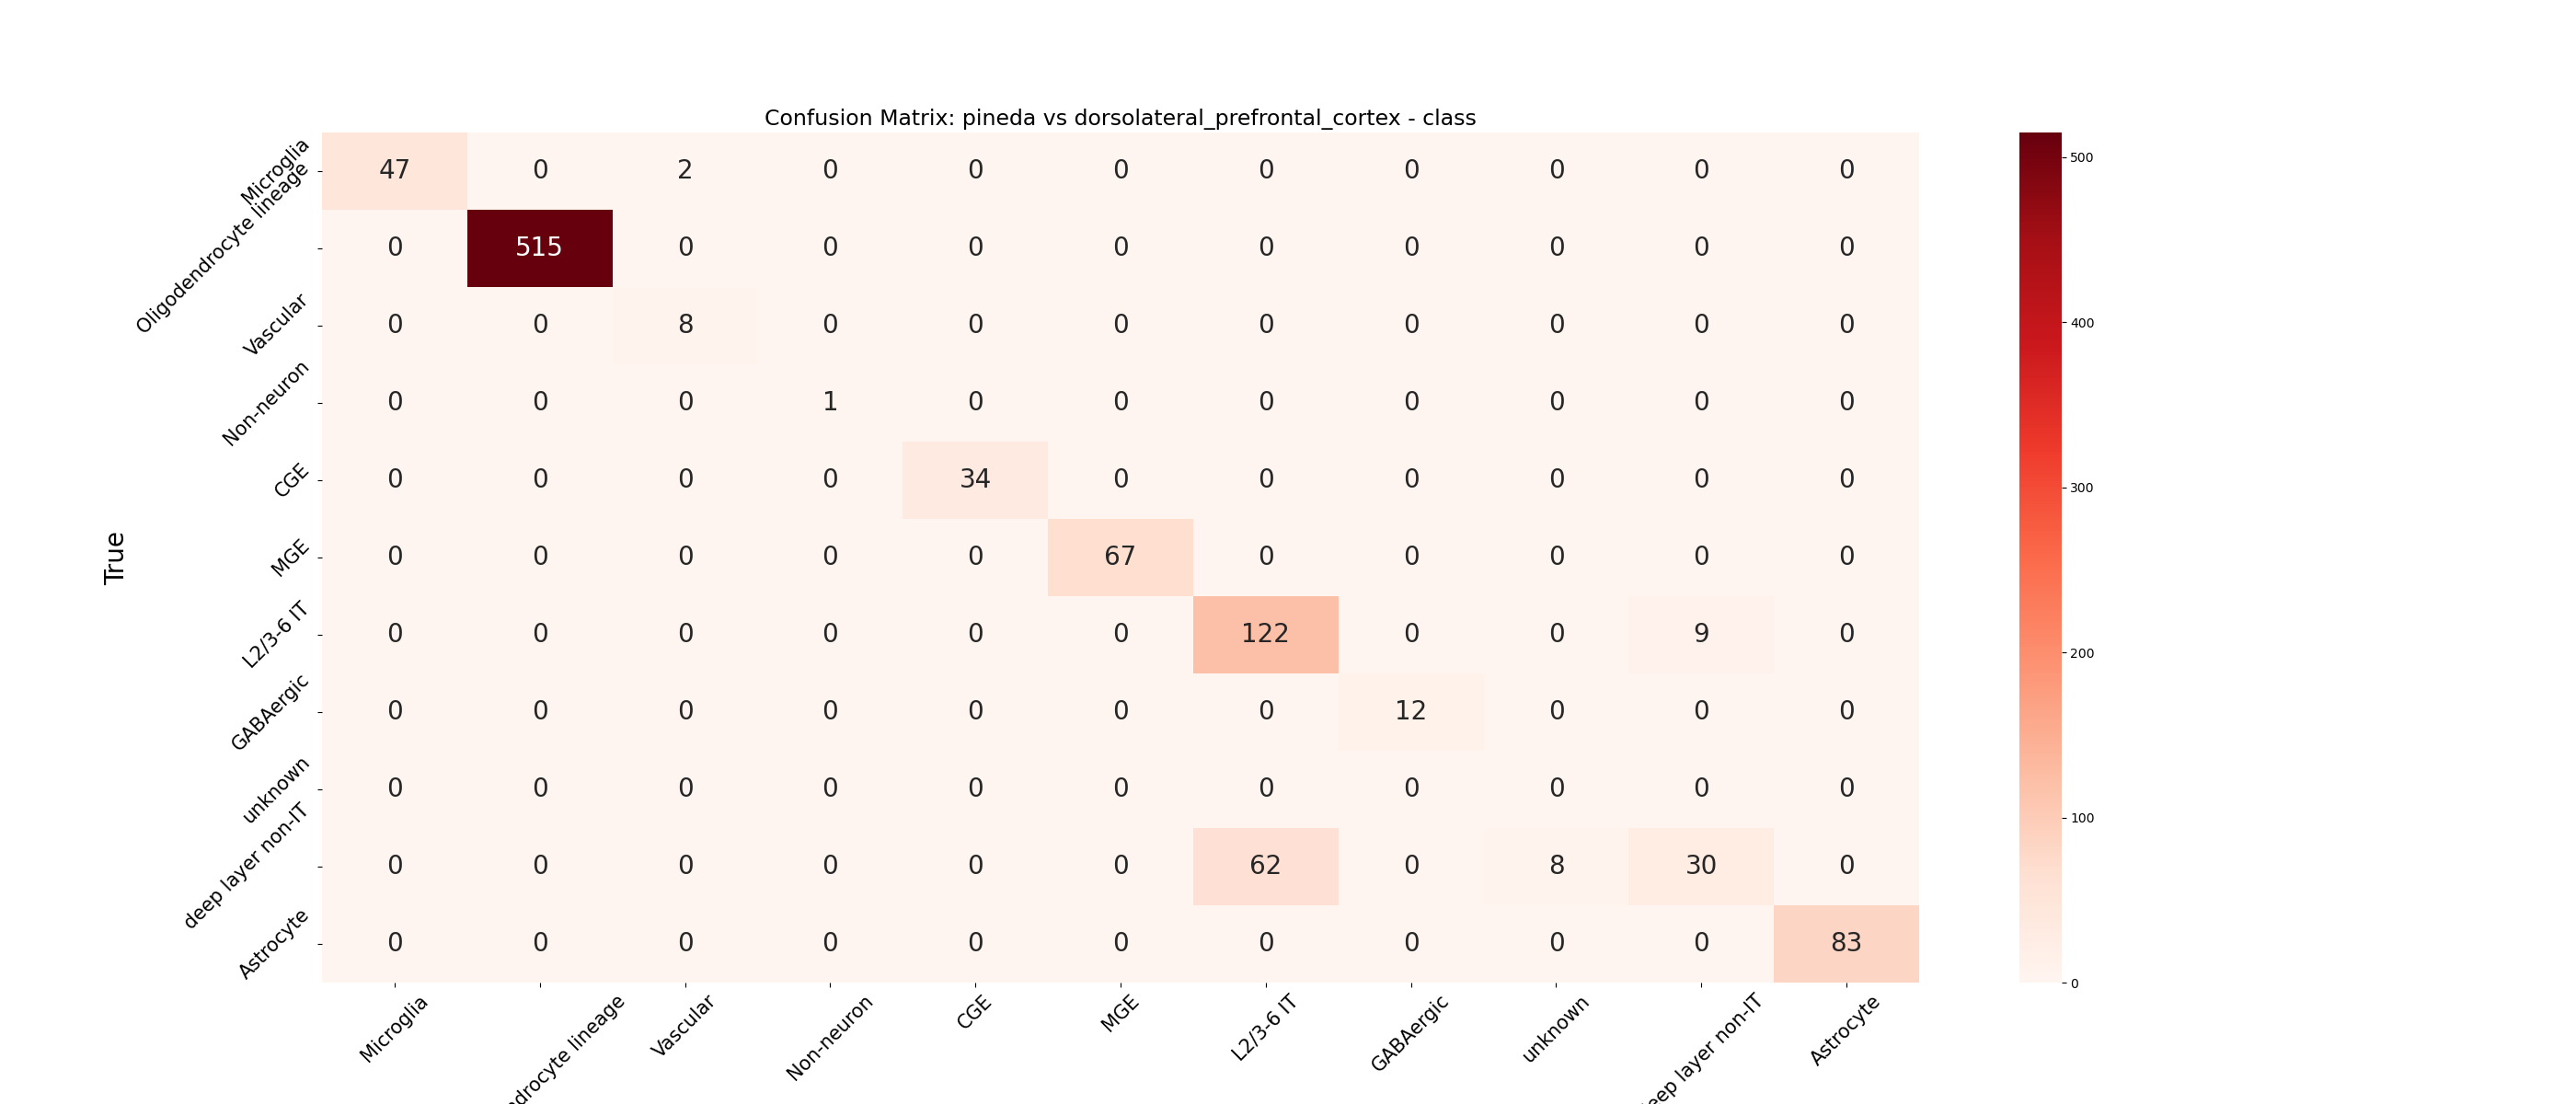 Confusion Matrix: pineda vs dorsolateral_prefrontal_cortex - class
True
Microglia 47 0 2 0 0 0 0 0 0 0 0
Oligodendrocyte lineage 0 515 0 0 0 0 0 0 0 0 0
Vascular 0 0 8 0 0 0 0 0 0 0 0
Non-neuron 0 0 0 1 0 0 0 0 0 0 0
CGE 0 0 0 0 34 0 0 0 0 0 0
MGE 0 0 0 0 0 67 0 0 0 0 0
L2/3-6 IT 0 0 0 0 0 0 122 0 0 9 0
GABAergic 0 0 0 0 0 0 0 12 0 0 0
unknown 0 0 0 0 0 0 0 0 0 0 0
deep layer non-IT 0 0 0 0 0 0 62 0 8 30 0
Astrocyte 0 0 0 0 0 0 0 0 0 0 83
Microglia
ndrocyte lineage
Vascular
Non-neuron
CGE
MGE
L2/3-6 IT
GABAergic
unknown
eep layer non-IT
Astrocyte
500
400
300
200
100
0